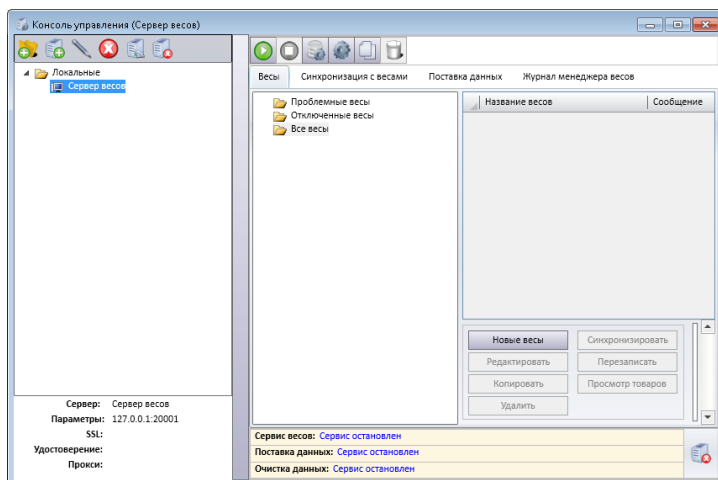 Консоль управления (Сервер весов)
Локальные
Сервер весов
Сервер: Сервер весов
Параметры: 127.0.0.1:20001
SSL:
Удостоверение:
Прокси:
Весы Синхронизация с весами Поставка данных Журнал менеджера весов
Проблемные весы
Отключенные весы
Все весы
Название весов Сообщение
Новые весы Синхронизировать
Редактировать Перезаписать
Копировать Просмотр товаров
Удалить
Сервис весов: Сервис остановлен
Поставка данных: Сервис остановлен
Очистка данных: Сервис остановлен